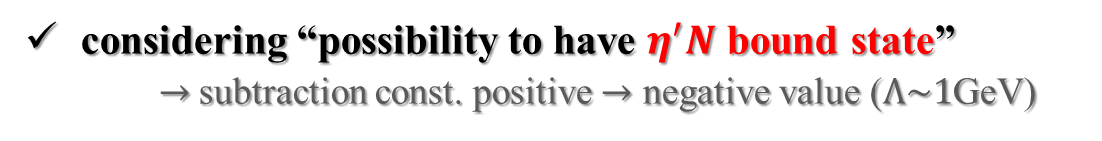 ✓ considering “possibility to have η′N bound state”
→ subtraction const. positive → negative value (Λ~1GeV)